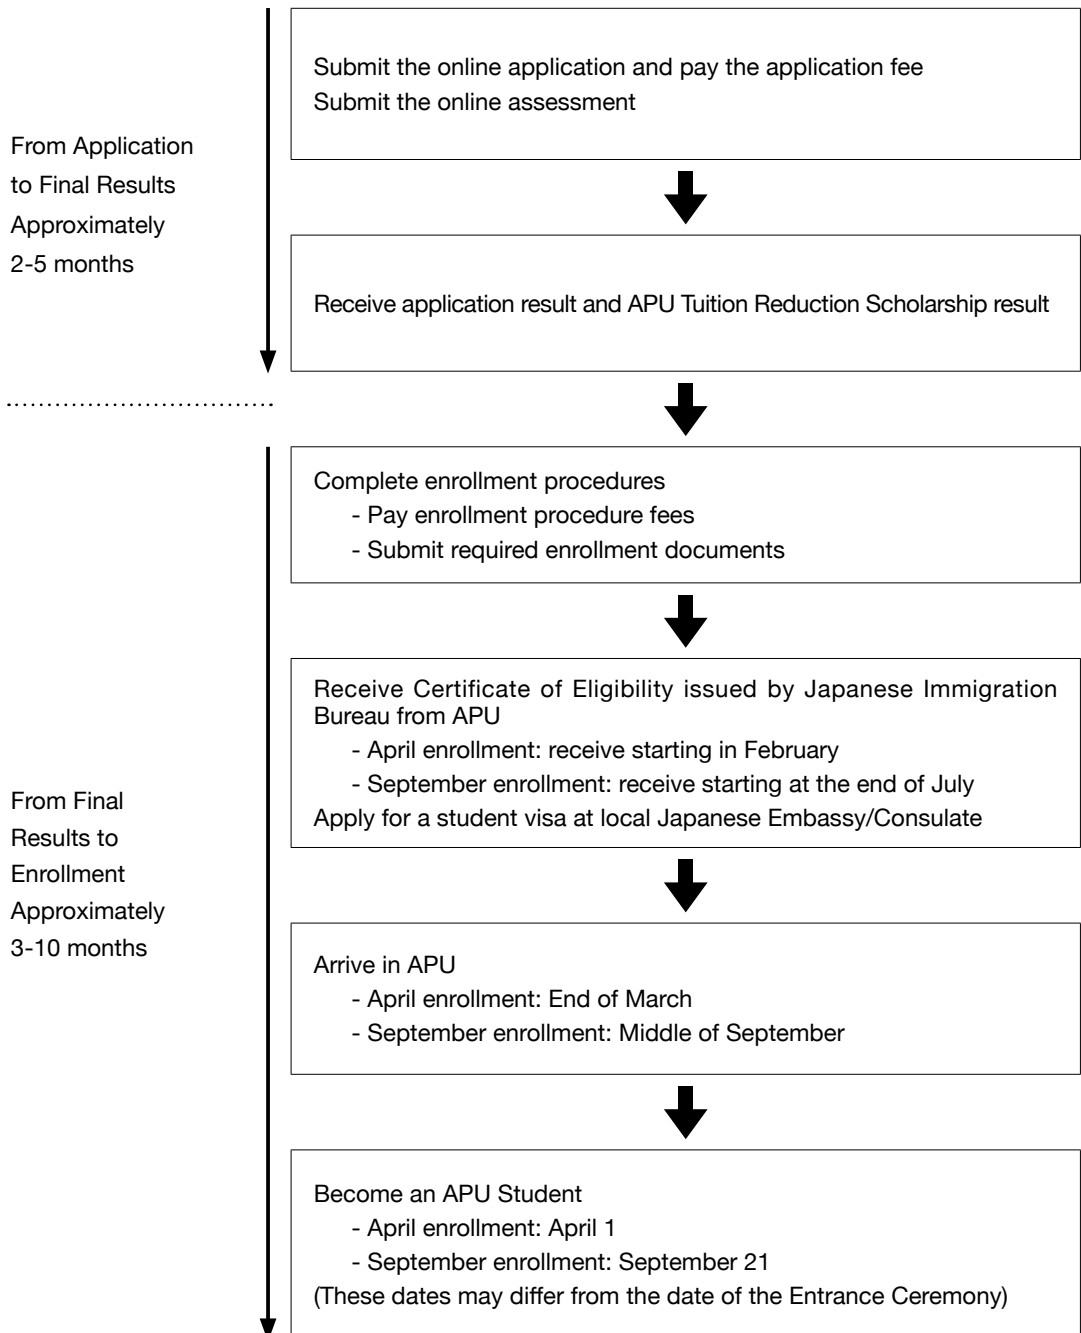 Submit the online application and pay the application fee
Submit the online assessment
From Application
to Final Results
Approximately
2-5 months
Receive application result and APU Tuition Reduction Scholarship result
Complete enrollment procedures
- Pay enrollment procedure fees
- Submit required enrollment documents
Receive Certificate of Eligibility issued by Japanese Immigration
Bureau from APU
- April enrollment: receive starting in February
- September enrollment: receive starting at the end of July
Apply for a student visa at local Japanese Embassy/Consulate
From Final
Results to
Enrollment
Approximately
3-10 months
Arrive in APU
- April enrollment: End of March
- September enrollment: Middle of September
Become an APU Student
- April enrollment: April 1
- September enrollment: September 21
(These dates may differ from the date of the Entrance Ceremony)